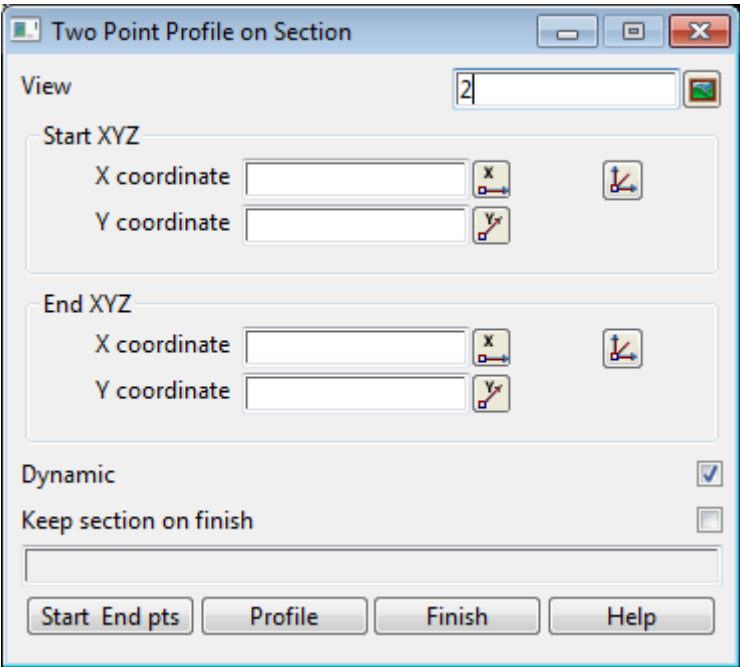 Two Point Profile on Section
View 2
Start XYZ
X coordinate X
Y coordinate Y
End XYZ
X coordinate X
Y coordinate Y
Dynamic
Keep section on finish
Start End pts Profile Finish Help